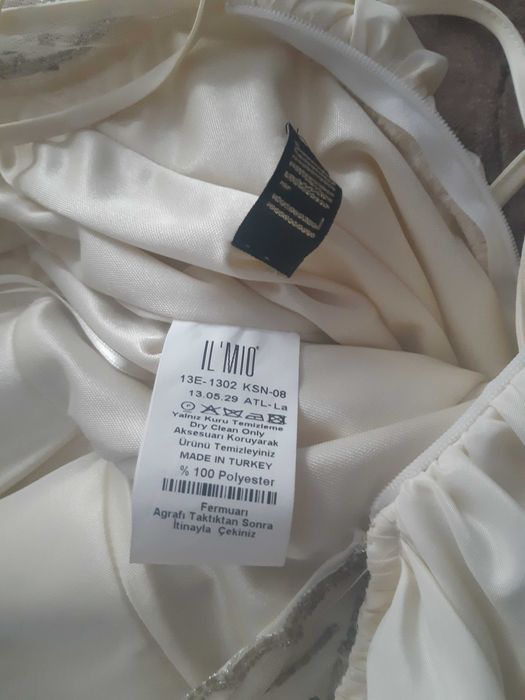 IL'MIO®
13E-1302 KSN-08
13.05.29 ATL-La
Yalnız Kuru Temizleme
Dry Clean Only
Aksesuarı Koruyarak
Ürünü Temizleyiniz
MADE IN TURKEY
% 100 Polyester
Fermuarı
Agrafı Taktıktan Sonra
İtinayla Çekiniz